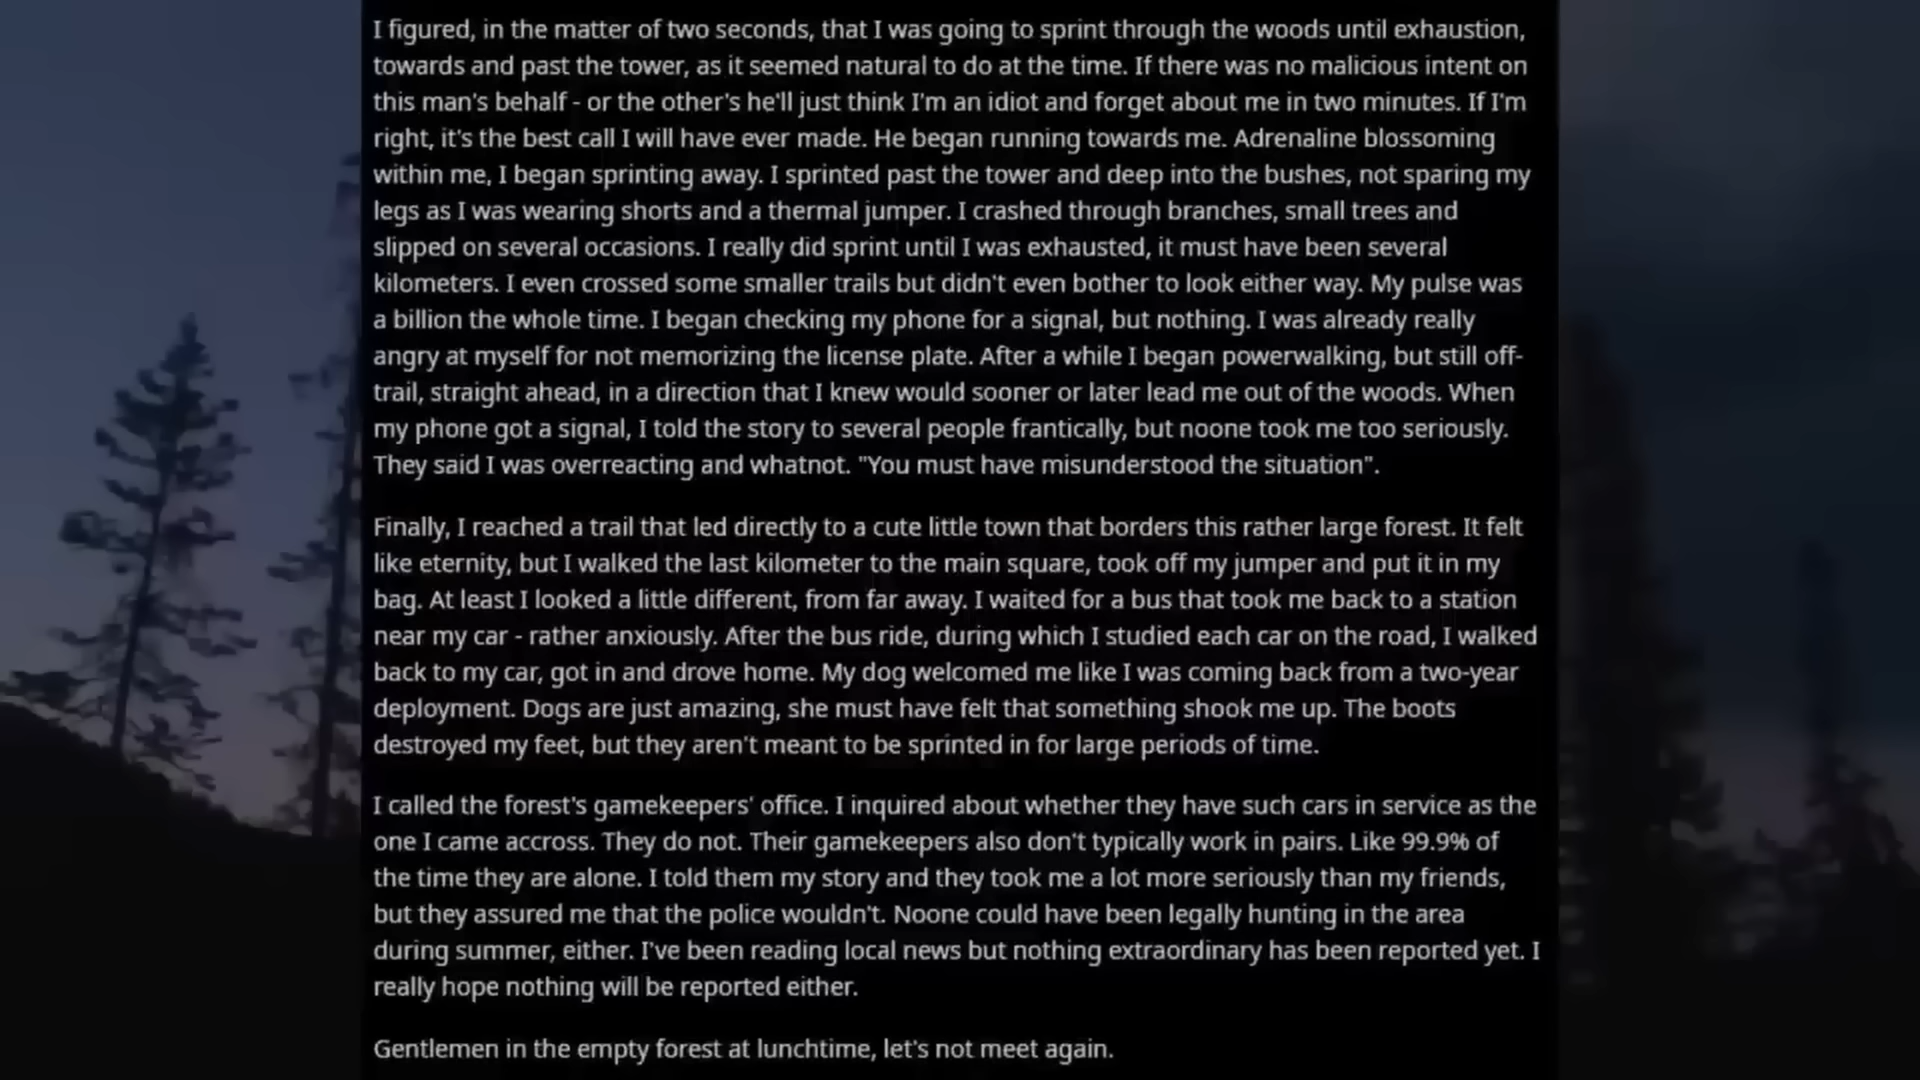 I figured, in the matter of two seconds, that I was going to sprint through the woods until exhaustion,
towards and past the tower, as it seemed natural to do at the time. If there was no malicious intent on
this man's behalf - or the other's he'll just think I'm an idiot and forget about me in two minutes. If I'm
right, it's the best call I will have ever made. He began running towards me. Adrenaline blossoming
within me, I began sprinting away. I sprinted past the tower and deep into the bushes, not sparing my
legs as I was wearing shorts and a thermal jumper. I crashed through branches, small trees and
slipped on several occasions. I really did sprint until I was exhausted, it must have been several
kilometers. I even crossed some smaller trails but didn't even bother to look either way. My pulse was
a billion the whole time. I began checking my phone for a signal, but nothing. I was already really
angry at myself for not memorizing the license plate. After a while I began powerwalking, but still off-
trail, straight ahead, in a direction that I knew would sooner or later lead me out of the woods. When
my phone got a signal, I told the story to several people frantically, but noone took me too seriously.
They said I was overreacting and whatnot. "You must have misunderstood the situation".
Finally, I reached a trail that led directly to a cute little town that borders this rather large forest. It felt
like eternity, but I walked the last kilometer to the main square, took off my jumper and put it in my
bag. At least I looked a little different, from far away. I waited for a bus that took me back to a station
near my car - rather anxiously. After the bus ride, during which I studied each car on the road, I walked
back to my car, got in and drove home. My dog welcomed me like I was coming back from a two-year
deployment. Dogs are just amazing, she must have felt that something shook me up. The boots
destroyed my feet, but they aren't meant to be sprinted in for large periods of time.
I called the forest's gamekeepers' office. I inquired about whether they have such cars in service as the
one I came accross. They do not. Their gamekeepers also don't typically work in pairs. Like 99.9% of
the time they are alone. I told them my story and they took me a lot more seriously than my friends,
but they assured me that the police wouldn't. Noone could have been legally hunting in the area
during summer, either. I've been reading local news but nothing extraordinary has been reported yet. I
really hope nothing will be reported either.
Gentlemen in the empty forest at lunchtime, let's not meet again.